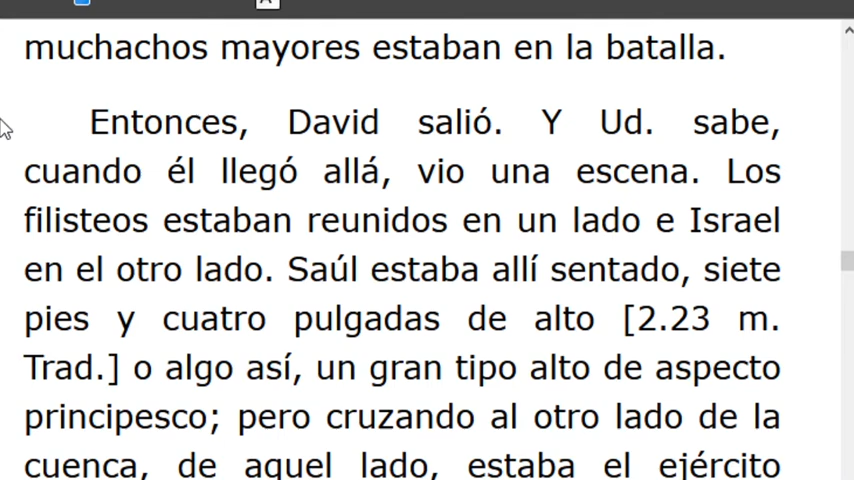 muchachos mayores estaban en la batalla.
Entonces, David salió. Y Ud. sabe,
cuando él llegó allá, vio una escena. Los
filisteos estaban reunidos en un lado e Israel
en el otro lado. Saúl estaba allí sentado, siete
pies y cuatro pulgadas de alto [2.23 m.
Trad.] o algo así, un gran tipo alto de aspecto
principesco; pero cruzando al otro lado de la
cuenca, de aquel lado, estaba el ejército